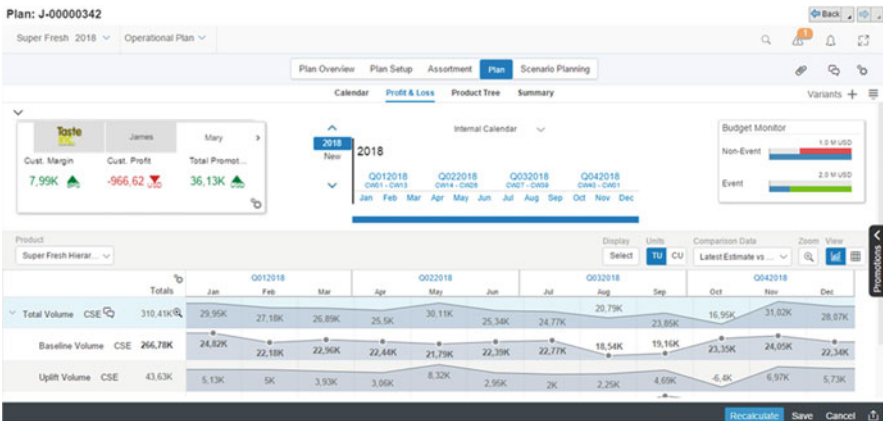 Plan: J-00000342
Back
Super Fresh 2018 Operational Plan
1
Plan Overview Plan Setup Assortment Plan Scenario Planning
Calendar Profit & Loss Product Tree Summary
Variants
Taste
James
Mary
Cust. Margin Cust. Profit Total Promot...
7,99K -966,62 36,13K
USD USD USD
2018
New
Internal Calendar
2018
Q012018 Q022018 Q032018 Q042018
CW01 - CW13 CW14 - CW26 CW27 - CW39 CW40 - CW01
Jan Feb Mar Apr May Jun Jul Aug Sep Oct Nov Dec
Budget Monitor
Non-Event 1.0 M USD
Event 2.0 M USD
Promotions
Product Display Units Comparison Data Zoom View
Super Fresh Hierar... Select TU CU Latest Estimate vs ...
Q012018 Q022018 Q032018 Q042018
Totals Jan Feb Mar Apr May Jun Jul Aug Sep Oct Nov Dec
Total Volume CSE 310,41K 29,95K 27,18K 26,89K 25,5K 30,11K 25,34K 24,77K 20,79K 23,85K 16,95K 31,02K 28,07K
Baseline Volume CSE 266,78K 24,82K 22,18K 22,96K 22,44K 21,79K 22,39K 22,77K 18,54K 19,16K 23,35K 24,05K 22,34K
Uplift Volume CSE 43,63K 5,13K 5K 3,93K 3,06K 8,32K 2,95K 2K 2,25K 4,69K -6,4K 6,97K 5,73K
Recalculate Save Cancel